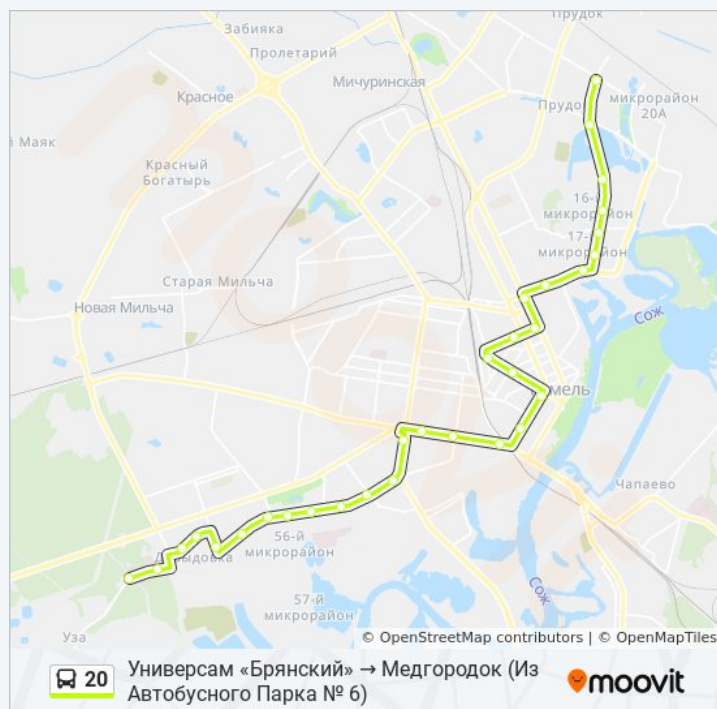 Забияка
Прудок
Пролетарий
Мичуринская
Красное
Прудок
микрорайон
20А
Маяк
Красный
Богатырь
16-й
микрорайон
17-й
микрорайон
Старая Мильча
Новая Мильча
Сож
мель
Чапаево
56-й
микрорайон
Сож
57-й
микрорайон
Уза
© OpenStreetMap contributors | © OpenMapTiles
20
Универсам «Брянский» → Медгородок (Из
Автобусного Парка № 6)
moovit